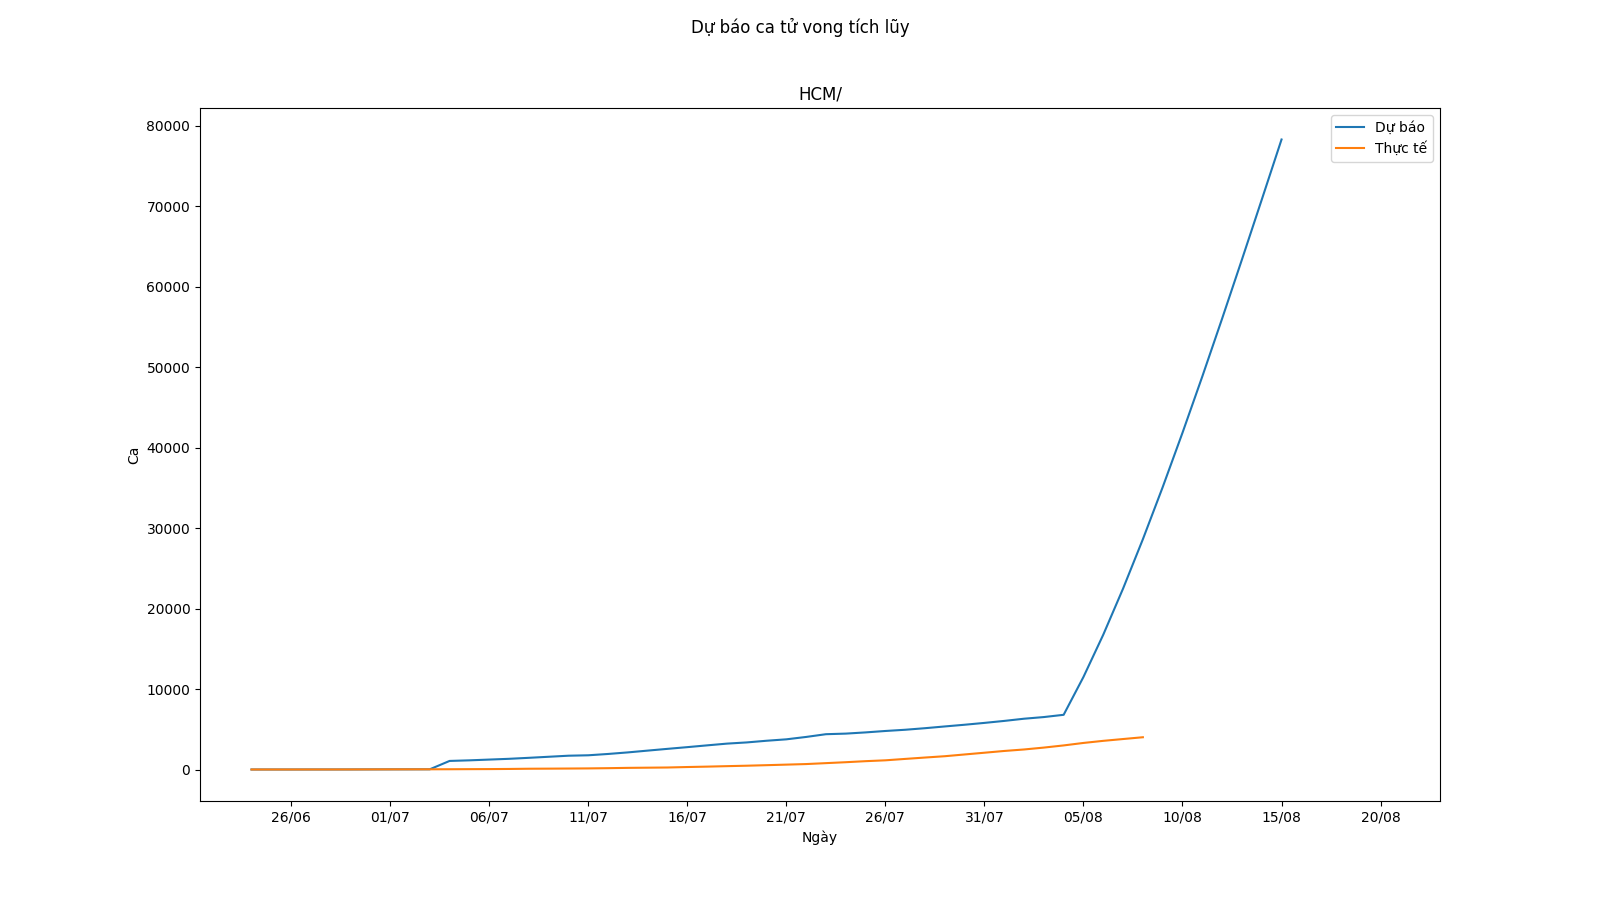 Dự báo ca tử vong tích lũy
HCM/
Dự báo
Thực tế
80000
70000
60000
50000
40000
30000
20000
10000
0
Ca
26/06 01/07 06/07 11/07 16/07 21/07 26/07 31/07 05/08 10/08 15/08 20/08
Ngày